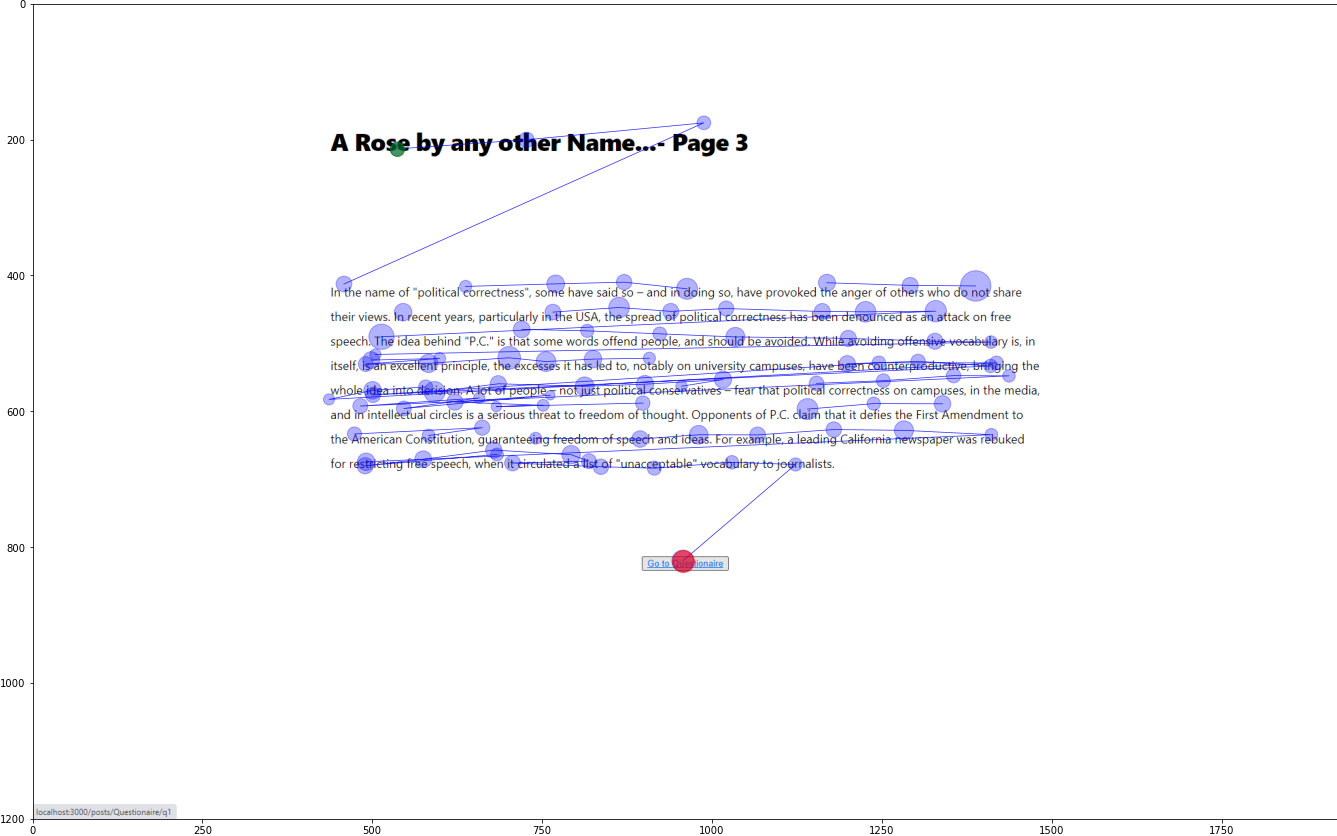 0
200
A Rose by any other Name...- Page 3
400
In the name of "political correctness", some have said so – and in doing so, have provoked the anger of others who do not share
their views. In recent years, particularly in the USA, the spread of political correctness has been denounced as an attack on free
speech. The idea behind "P.C." is that some words offend people, and should be avoided. While avoiding offensive vocabulary is, in
itself, is an excellent principle, the excesses it has led to, notably on university campuses, have been counterproductive, bringing the
whole idea into derision. A lot of people – not just political conservatives – fear that political correctness on campuses, in the media,
600
and in intellectual circles is a serious threat to freedom of thought. Opponents of P.C. claim that it defies the First Amendment to
the American Constitution, guaranteeing freedom of speech and ideas. For example, a leading California newspaper was rebuked
for restricting free speech, when it circulated a list of "unacceptable" vocabulary to journalists.
800
Go to Questionaire
1000
localhost:3000/posts/Questionaire/q1
1200
0 250 500 750 1000 1250 1500 1750